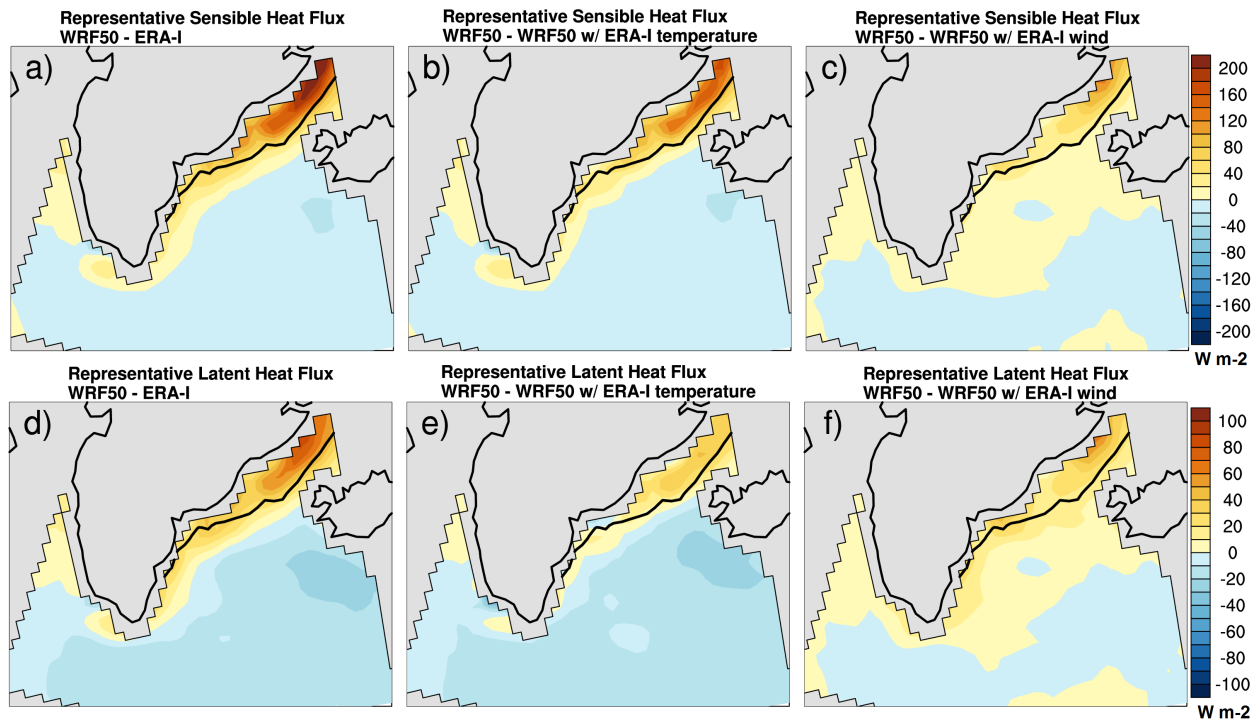 Representative Sensible Heat Flux
WRF50 - ERA-I
Representative Sensible Heat Flux
WRF50 - WRF50 w/ ERA-I temperature
Representative Sensible Heat Flux
WRF50 - WRF50 w/ ERA-I wind
a)
b)
c)
200
160
120
80
40
0
-40
-80
-120
-160
-200
W m-2
Representative Latent Heat Flux
WRF50 - ERA-I
Representative Latent Heat Flux
WRF50 - WRF50 w/ ERA-I temperature
Representative Latent Heat Flux
WRF50 - WRF50 w/ ERA-I wind
d)
e)
f)
100
80
60
40
20
0
-20
-40
-60
-80
-100
W m-2